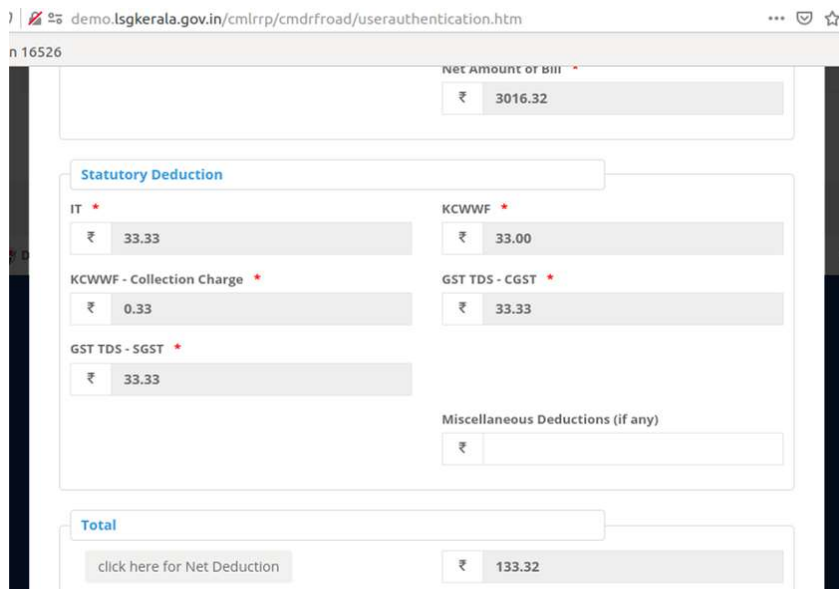 demo.lsgkerala.gov.in/cmlrrp/cmdrfroad/userauthentication.htm
n 16526
Net Amount of Bill *
₹ 3016.32
Statutory Deduction
IT * KCWWF *
₹ 33.33 ₹ 33.00
KCWWF - Collection Charge * GST TDS - CGST *
₹ 0.33 ₹ 33.33
GST TDS - SGST *
₹ 33.33
Miscellaneous Deductions (if any)
₹
Total
click here for Net Deduction ₹ 133.32